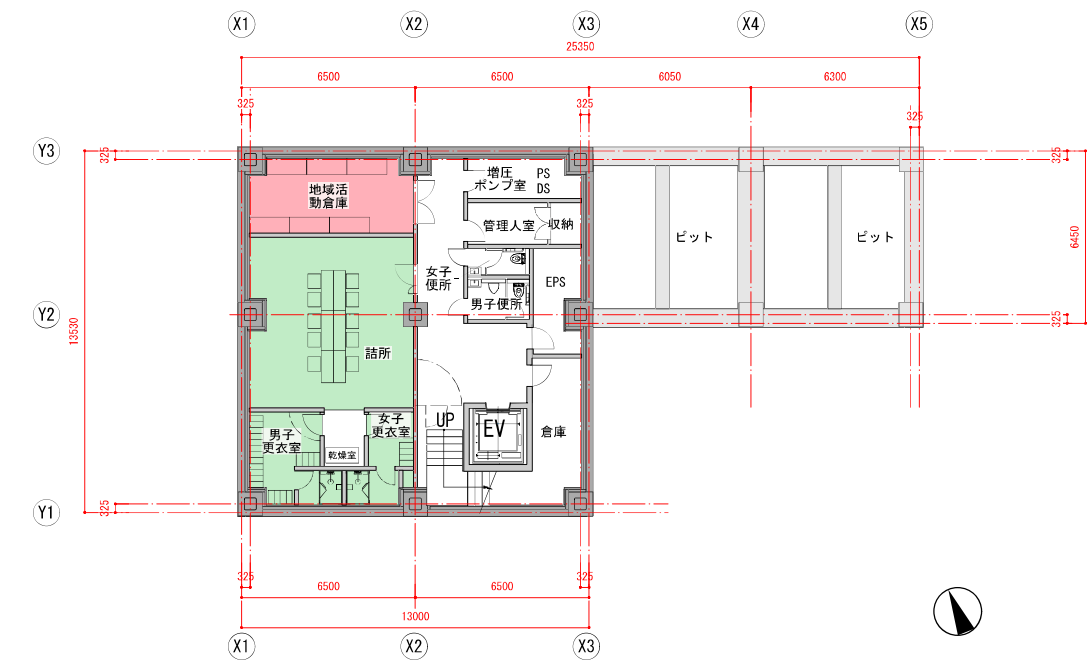 X1 X2 X3 X4 X5
25350
6500 6500 6050 6300
325 325 325
Y3
325 325
増圧
ポンプ室
PS
DS
地域活
動倉庫
管理人室 収納
ピット ピット
6450
女子
便所
EPS
男子便所
Y2
325
13530
詰所
UP
EV
倉庫
男子
更衣室
女子
更衣室
乾燥室
Y1
325
325 325
6500 6500
13000
X1 X2 X3